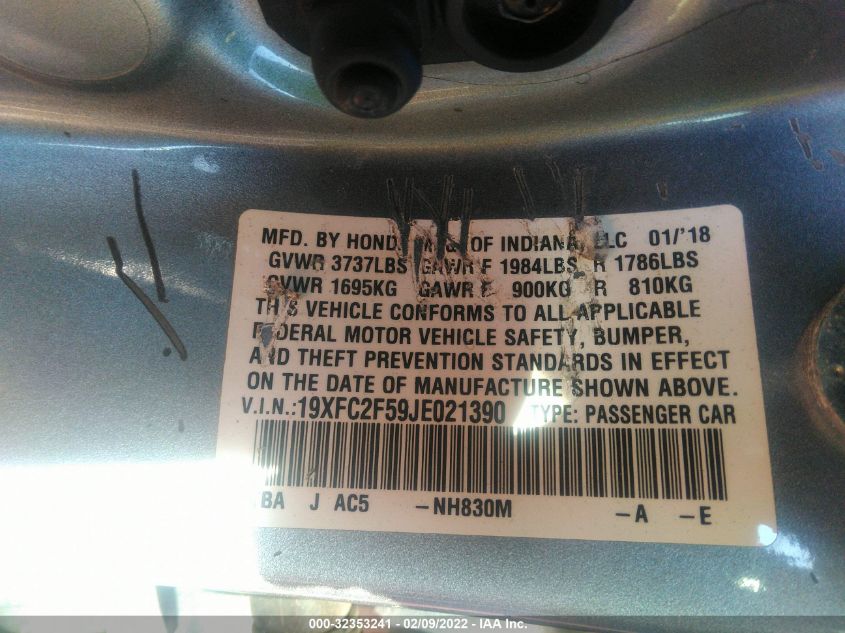 MFD. BY HONDA MFG. OF INDIANA, LLC 01/'18
GVWR 3737LBS GAWR F 1984LBS R 1786LBS
GVWR 1695KG GAWR F 900KG R 810KG
THIS VEHICLE CONFORMS TO ALL APPLICABLE
FEDERAL MOTOR VEHICLE SAFETY, BUMPER,
AND THEFT PREVENTION STANDARDS IN EFFECT
ON THE DATE OF MANUFACTURE SHOWN ABOVE.
V.I.N.:19XFC2F59JE021390 TYPE: PASSENGER CAR
BA J AC5 -NH830M -A -E
000-32353241 - 02/09/2022 - IAA Inc.